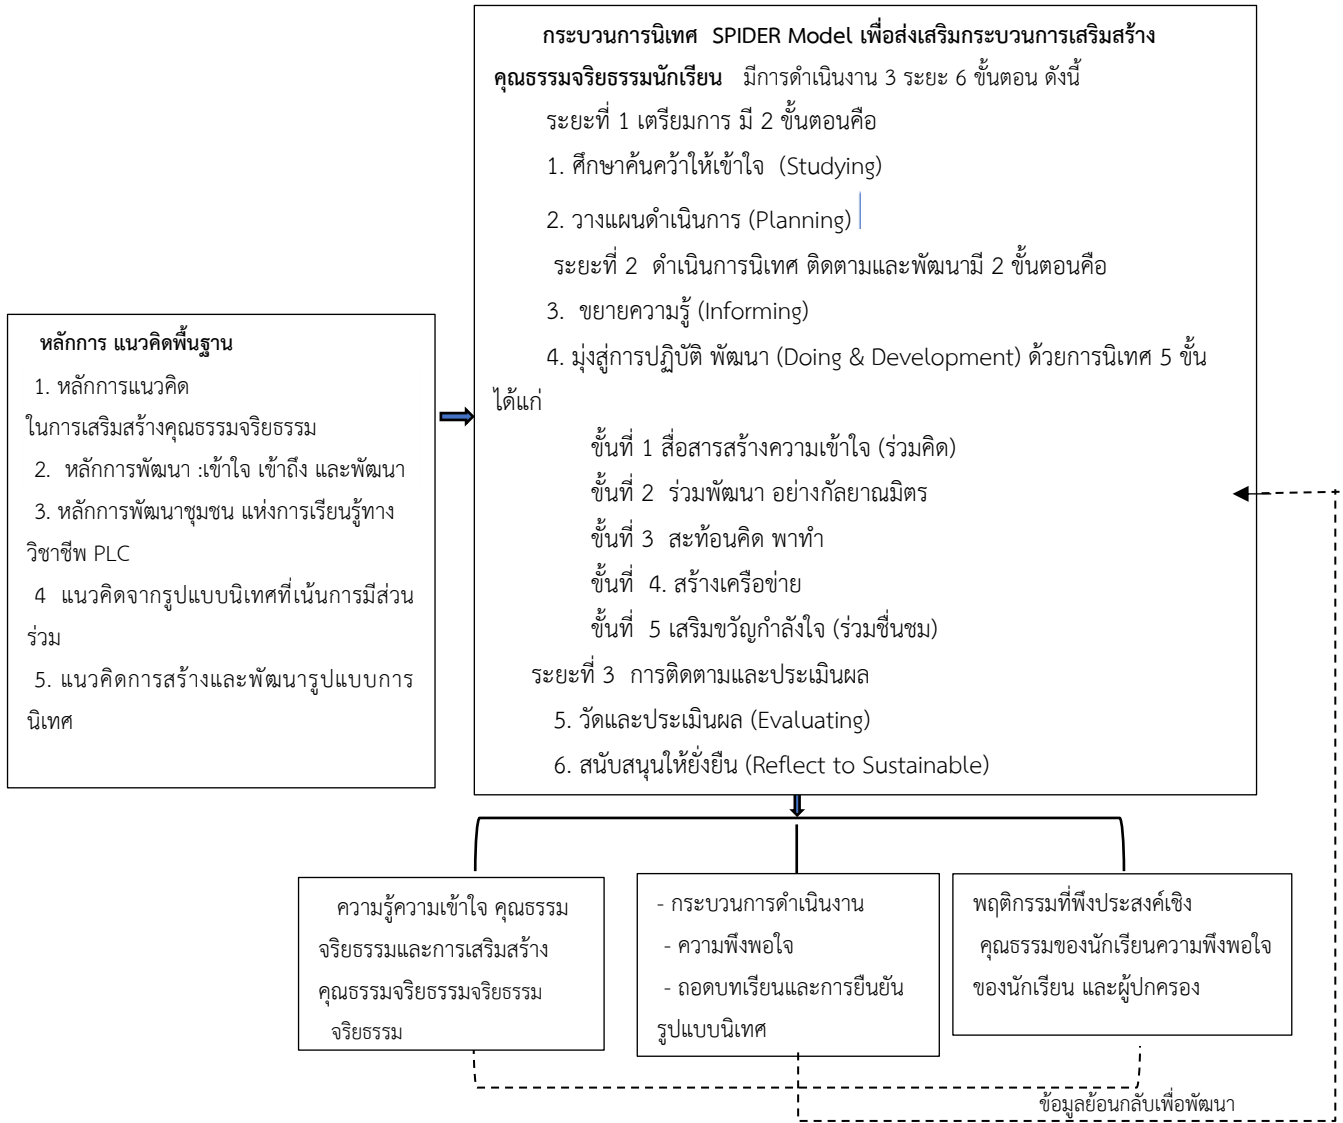 กระบวนการนิเทศ SPIDER Model เพื่อส่งเสริมกระบวนการเสริมสร้าง
คุณธรรมจริยธรรมนักเรียน มีการดำเนินงาน 3 ระยะ 6 ขั้นตอน ดังนี้
ระยะที่ 1 เตรียมการ มี 2 ขั้นตอนคือ
1. ศึกษาค้นคว้าให้เข้าใจ (Studying)
2. วางแผนดำเนินการ (Planning)
ระยะที่ 2 ดำเนินการนิเทศ ติดตามและพัฒนามี 2 ขั้นตอนคือ
3. ขยายความรู้ (Informing)
4. มุ่งสู่การปฏิบัติ พัฒนา (Doing & Development) ด้วยการนิเทศ 5 ขั้น
ได้แก่
ขั้นที่ 1 สื่อสารสร้างความเข้าใจ (ร่วมคิด)
ขั้นที่ 2 ร่วมพัฒนา อย่างกัลยาณมิตร
ขั้นที่ 3 สะท้อนคิด พาทำ
ขั้นที่ 4. สร้างเครือข่าย
ขั้นที่ 5 เสริมขวัญกำลังใจ (ร่วมชื่นชม)
ระยะที่ 3 การติดตามและประเมินผล
5. วัดและประเมินผล (Evaluating)
6. สนับสนุนให้ยั่งยืน (Reflect to Sustainable)
หลักการ แนวคิดพื้นฐาน
1. หลักการแนวคิด
ในการเสริมสร้างคุณธรรมจริยธรรม
2. หลักการพัฒนา :เข้าใจ เข้าถึง และพัฒนา
3. หลักการพัฒนาชุมชน แห่งการเรียนรู้ทาง
วิชาชีพ PLC
4 แนวคิดจากรูปแบบนิเทศที่เน้นการมีส่วน
ร่วม
5. แนวคิดการสร้างและพัฒนารูปแบบการ
นิเทศ
ความรู้ความเข้าใจ คุณธรรม
จริยธรรมและการเสริมสร้าง
คุณธรรมจริยธรรมจริยธรรม
จริยธรรม
- กระบวนการดำเนินงาน
- ความพึงพอใจ
- ถอดบทเรียนและการยืนยัน
รูปแบบนิเทศ
พฤติกรรมที่พึงประสงค์เชิง
คุณธรรมของนักเรียนความพึงพอใจ
ของนักเรียน และผู้ปกครอง
ข้อมูลย้อนกลับเพื่อพัฒนา